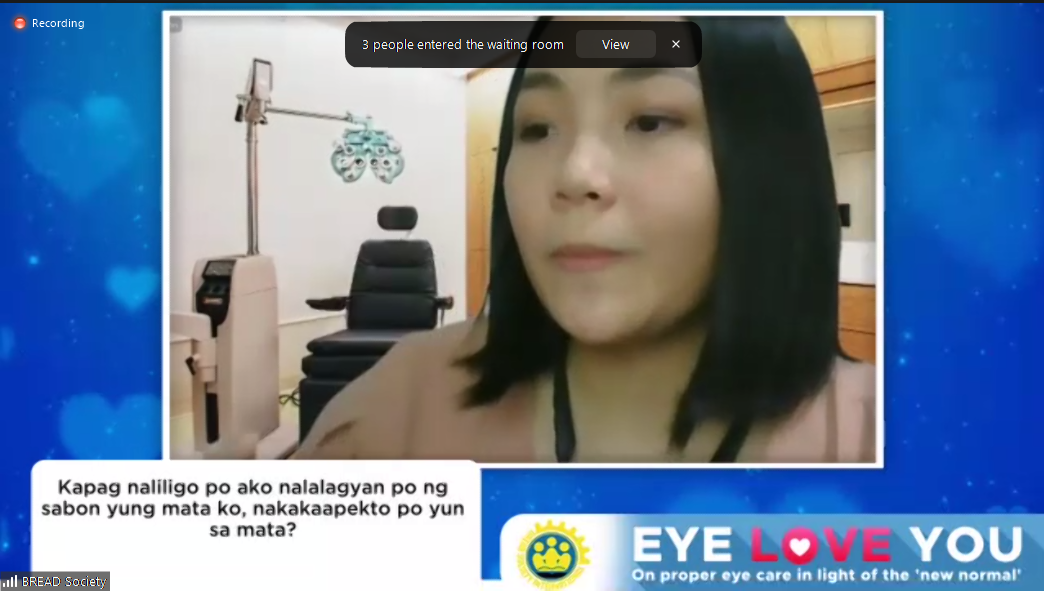 Recording
3 people entered the waiting room View ×
Kapag naliligo po ako nalalagyan po ng
sabon yung mata ko, nakakaapekto po yun
sa mata?
EYE LOVE YOU
On proper eye care in light of the 'new normal'
BREAD Society